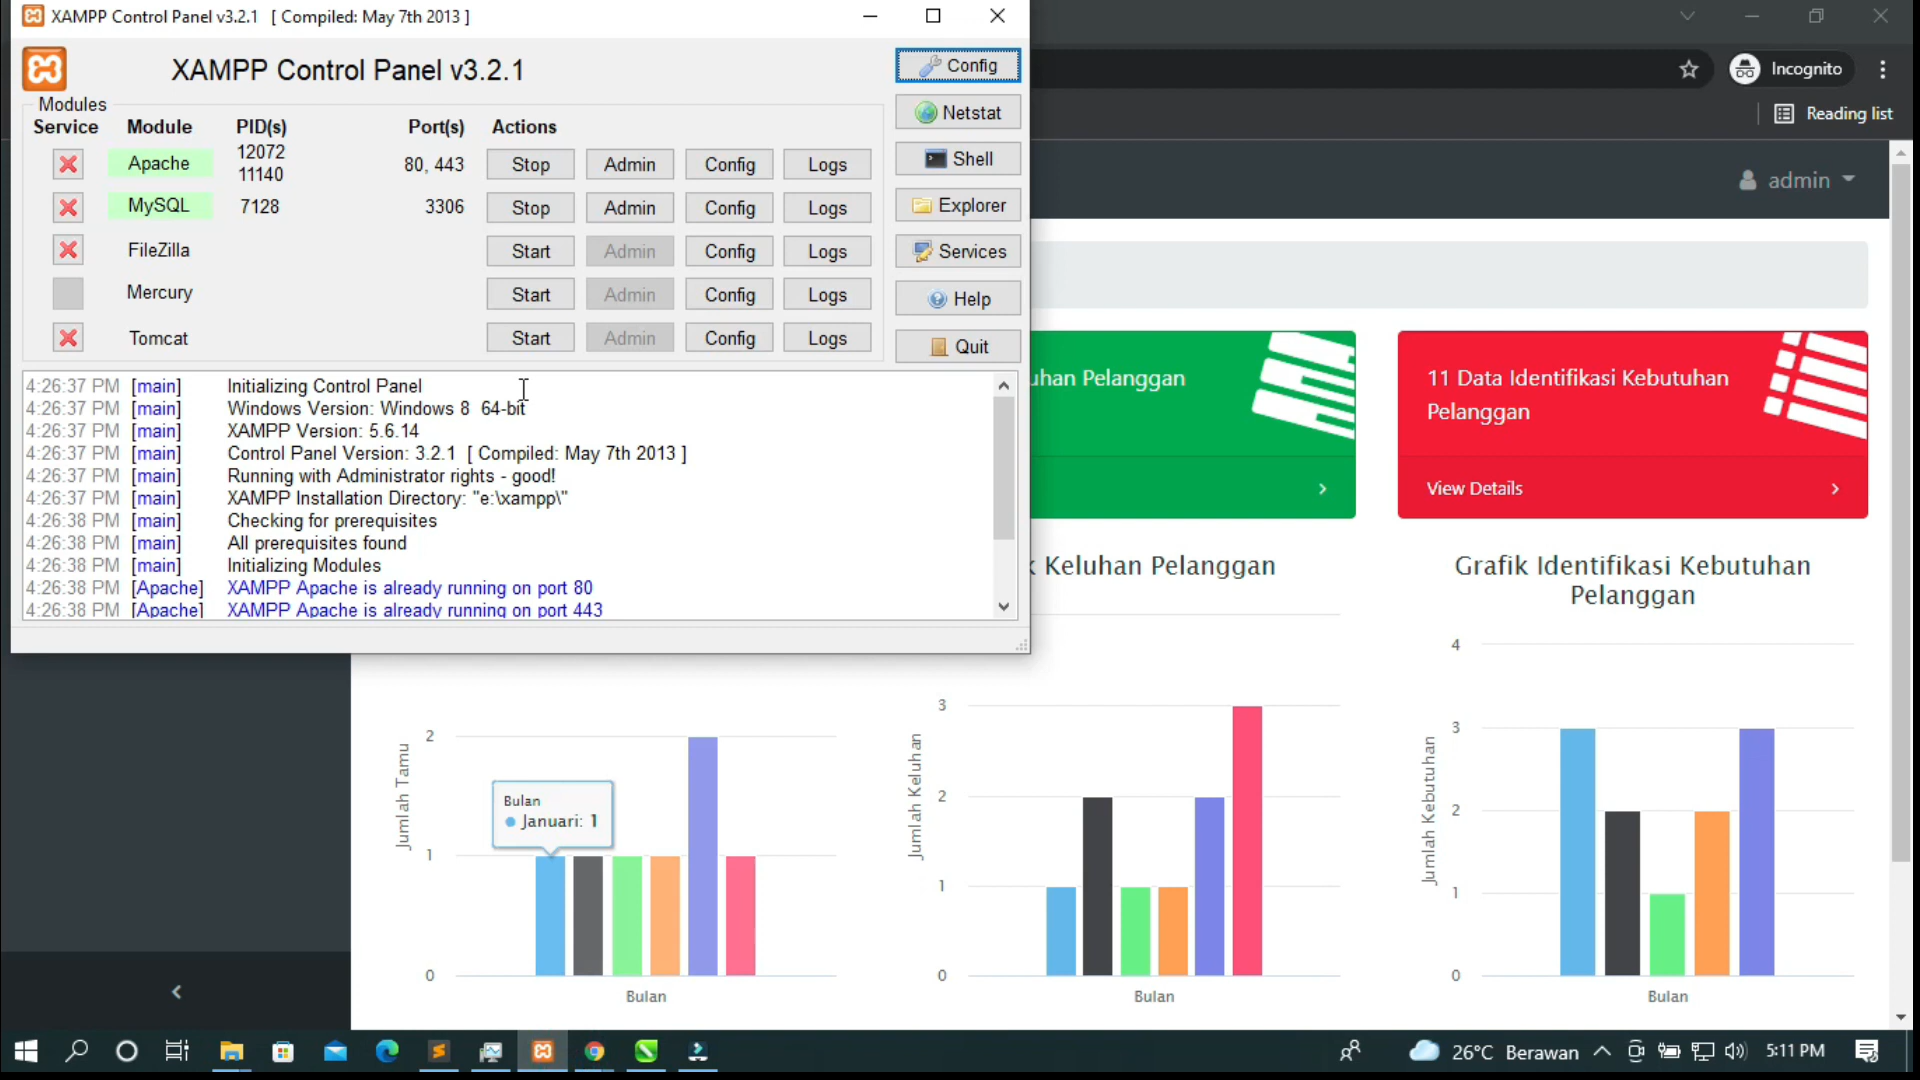 XAMPP Control Panel v3.2.1 [ Compiled: May 7th 2013 ]
XAMPP Control Panel v3.2.1
Config
Incognito
Modules
Service Module PID(s) Port(s) Actions
Netstat
Reading list
Apache 12072 11140 80, 443 Stop Admin Config Logs
Shell
admin
MySQL 7128 3306 Stop Admin Config Logs
Explorer
FileZilla Start Admin Config Logs
Services
Mercury Start Admin Config Logs
Help
Tomcat Start Admin Config Logs
Quit
4:26:37 PM [main] Initializing Control Panel
4:26:37 PM [main] Windows Version: Windows 8 64-bit
4:26:37 PM [main] XAMPP Version: 5.6.14
4:26:37 PM [main] Control Panel Version: 3.2.1 [ Compiled: May 7th 2013 ]
4:26:37 PM [main] Running with Administrator rights - good!
4:26:37 PM [main] XAMPP Installation Directory: "e:\xampp\"
4:26:38 PM [main] Checking for prerequisites
4:26:38 PM [main] All prerequisites found
4:26:38 PM [main] Initializing Modules
4:26:38 PM [Apache] XAMPP Apache is already running on port 80
4:26:38 PM [Apache] XAMPP Apache is already running on port 443
Pelanggan
11 Data Identifikasi Kebutuhan
Pelanggan
View Details
Keluhan Pelanggan
Grafik Identifikasi Kebutuhan
Pelanggan
Jumlah Tamu
2
1
0
Bulan
Januari: 1
Bulan
Jumlah Keluhan
3
2
1
0
Bulan
Jumlah Kebutuhan
4
3
2
1
0
Bulan
26°C Berawan
5:11 PM